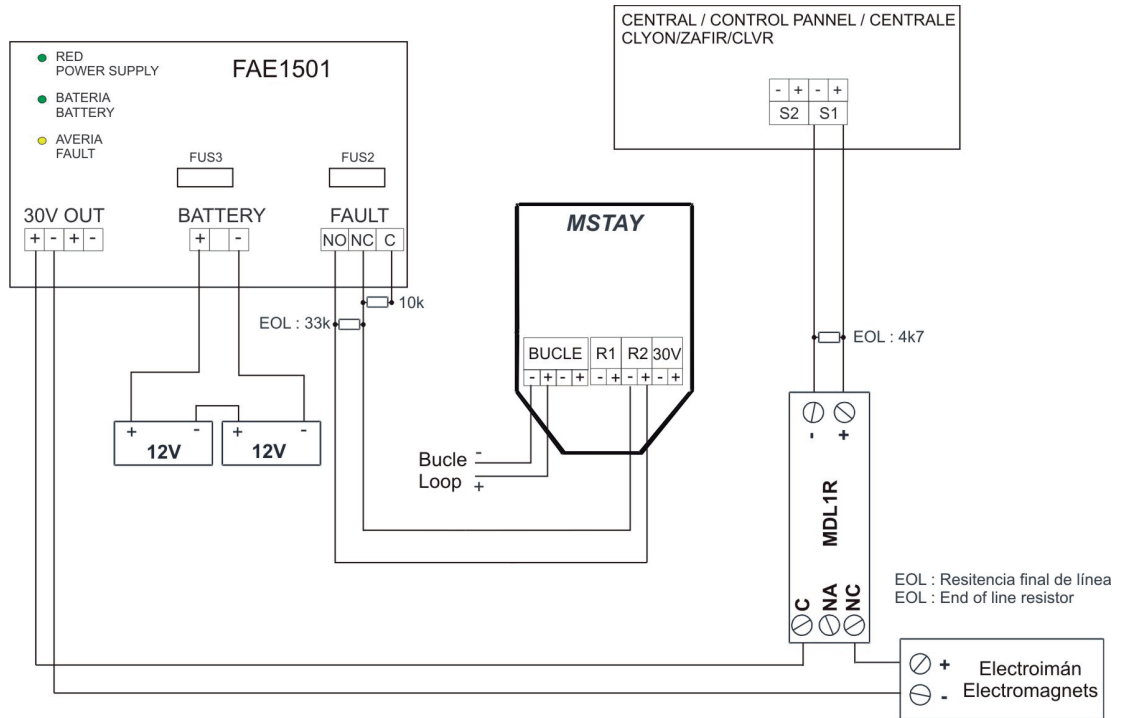 CENTRAL / CONTROL PANNEL / CENTRALE
CLYON/ZAFIR/CLVR
- + - +
S2 S1
RED
POWER SUPPLY
FAE1501
BATERIA
BATTERY
AVERIA
FAULT
FUS3
FUS2
30V OUT
+ - + -
BATTERY
+ -
FAULT
NO NC C
10k
EOL : 33k
MSTAY
BUCLE R1 R2 30V
- + - + - + - + - +
EOL : 4k7
+ -
12V
+ -
12V
Bucle -
Loop +
- +
MDL1R
C NA NC
EOL : Resitencia final de línea
EOL : End of line resistor
+ Electroimán
- Electromagnets